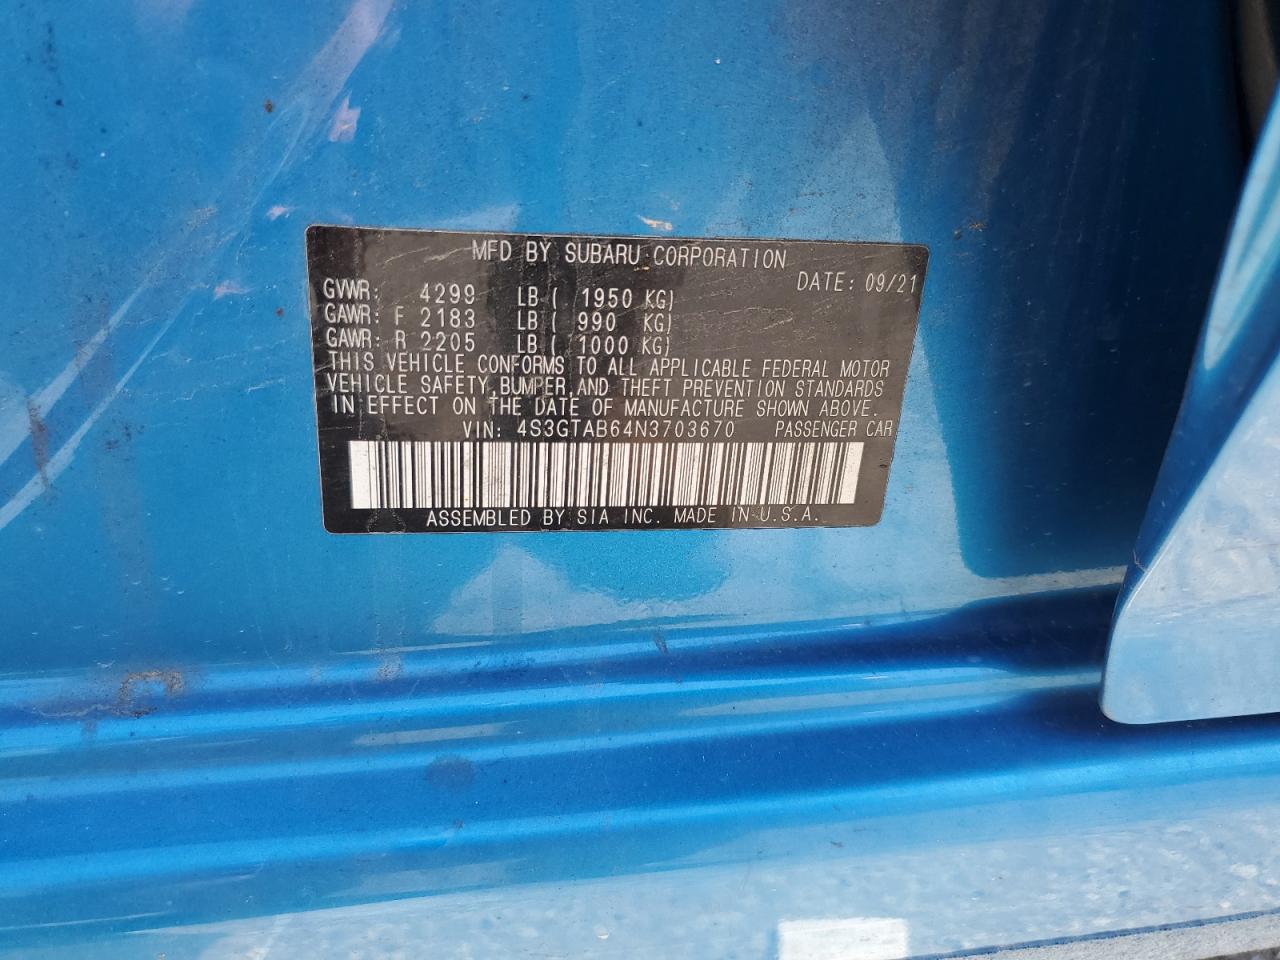 MFD BY SUBARU CORPORATION
DATE: 09/21
GVWR: 4299 LB ( 1950 KG)
GAWR: F 2183 LB ( 990 KG)
GAWR: R 2205 LB ( 1000 KG)
THIS VEHICLE CONFORMS TO ALL APPLICABLE FEDERAL MOTOR
VEHICLE SAFETY, BUMPER, AND THEFT PREVENTION STANDARDS
IN EFFECT ON THE DATE OF MANUFACTURE SHOWN ABOVE.
VIN: 4S3GTAB64N3703670 PASSENGER CAR
ASSEMBLED BY SIA INC. MADE IN U.S.A.